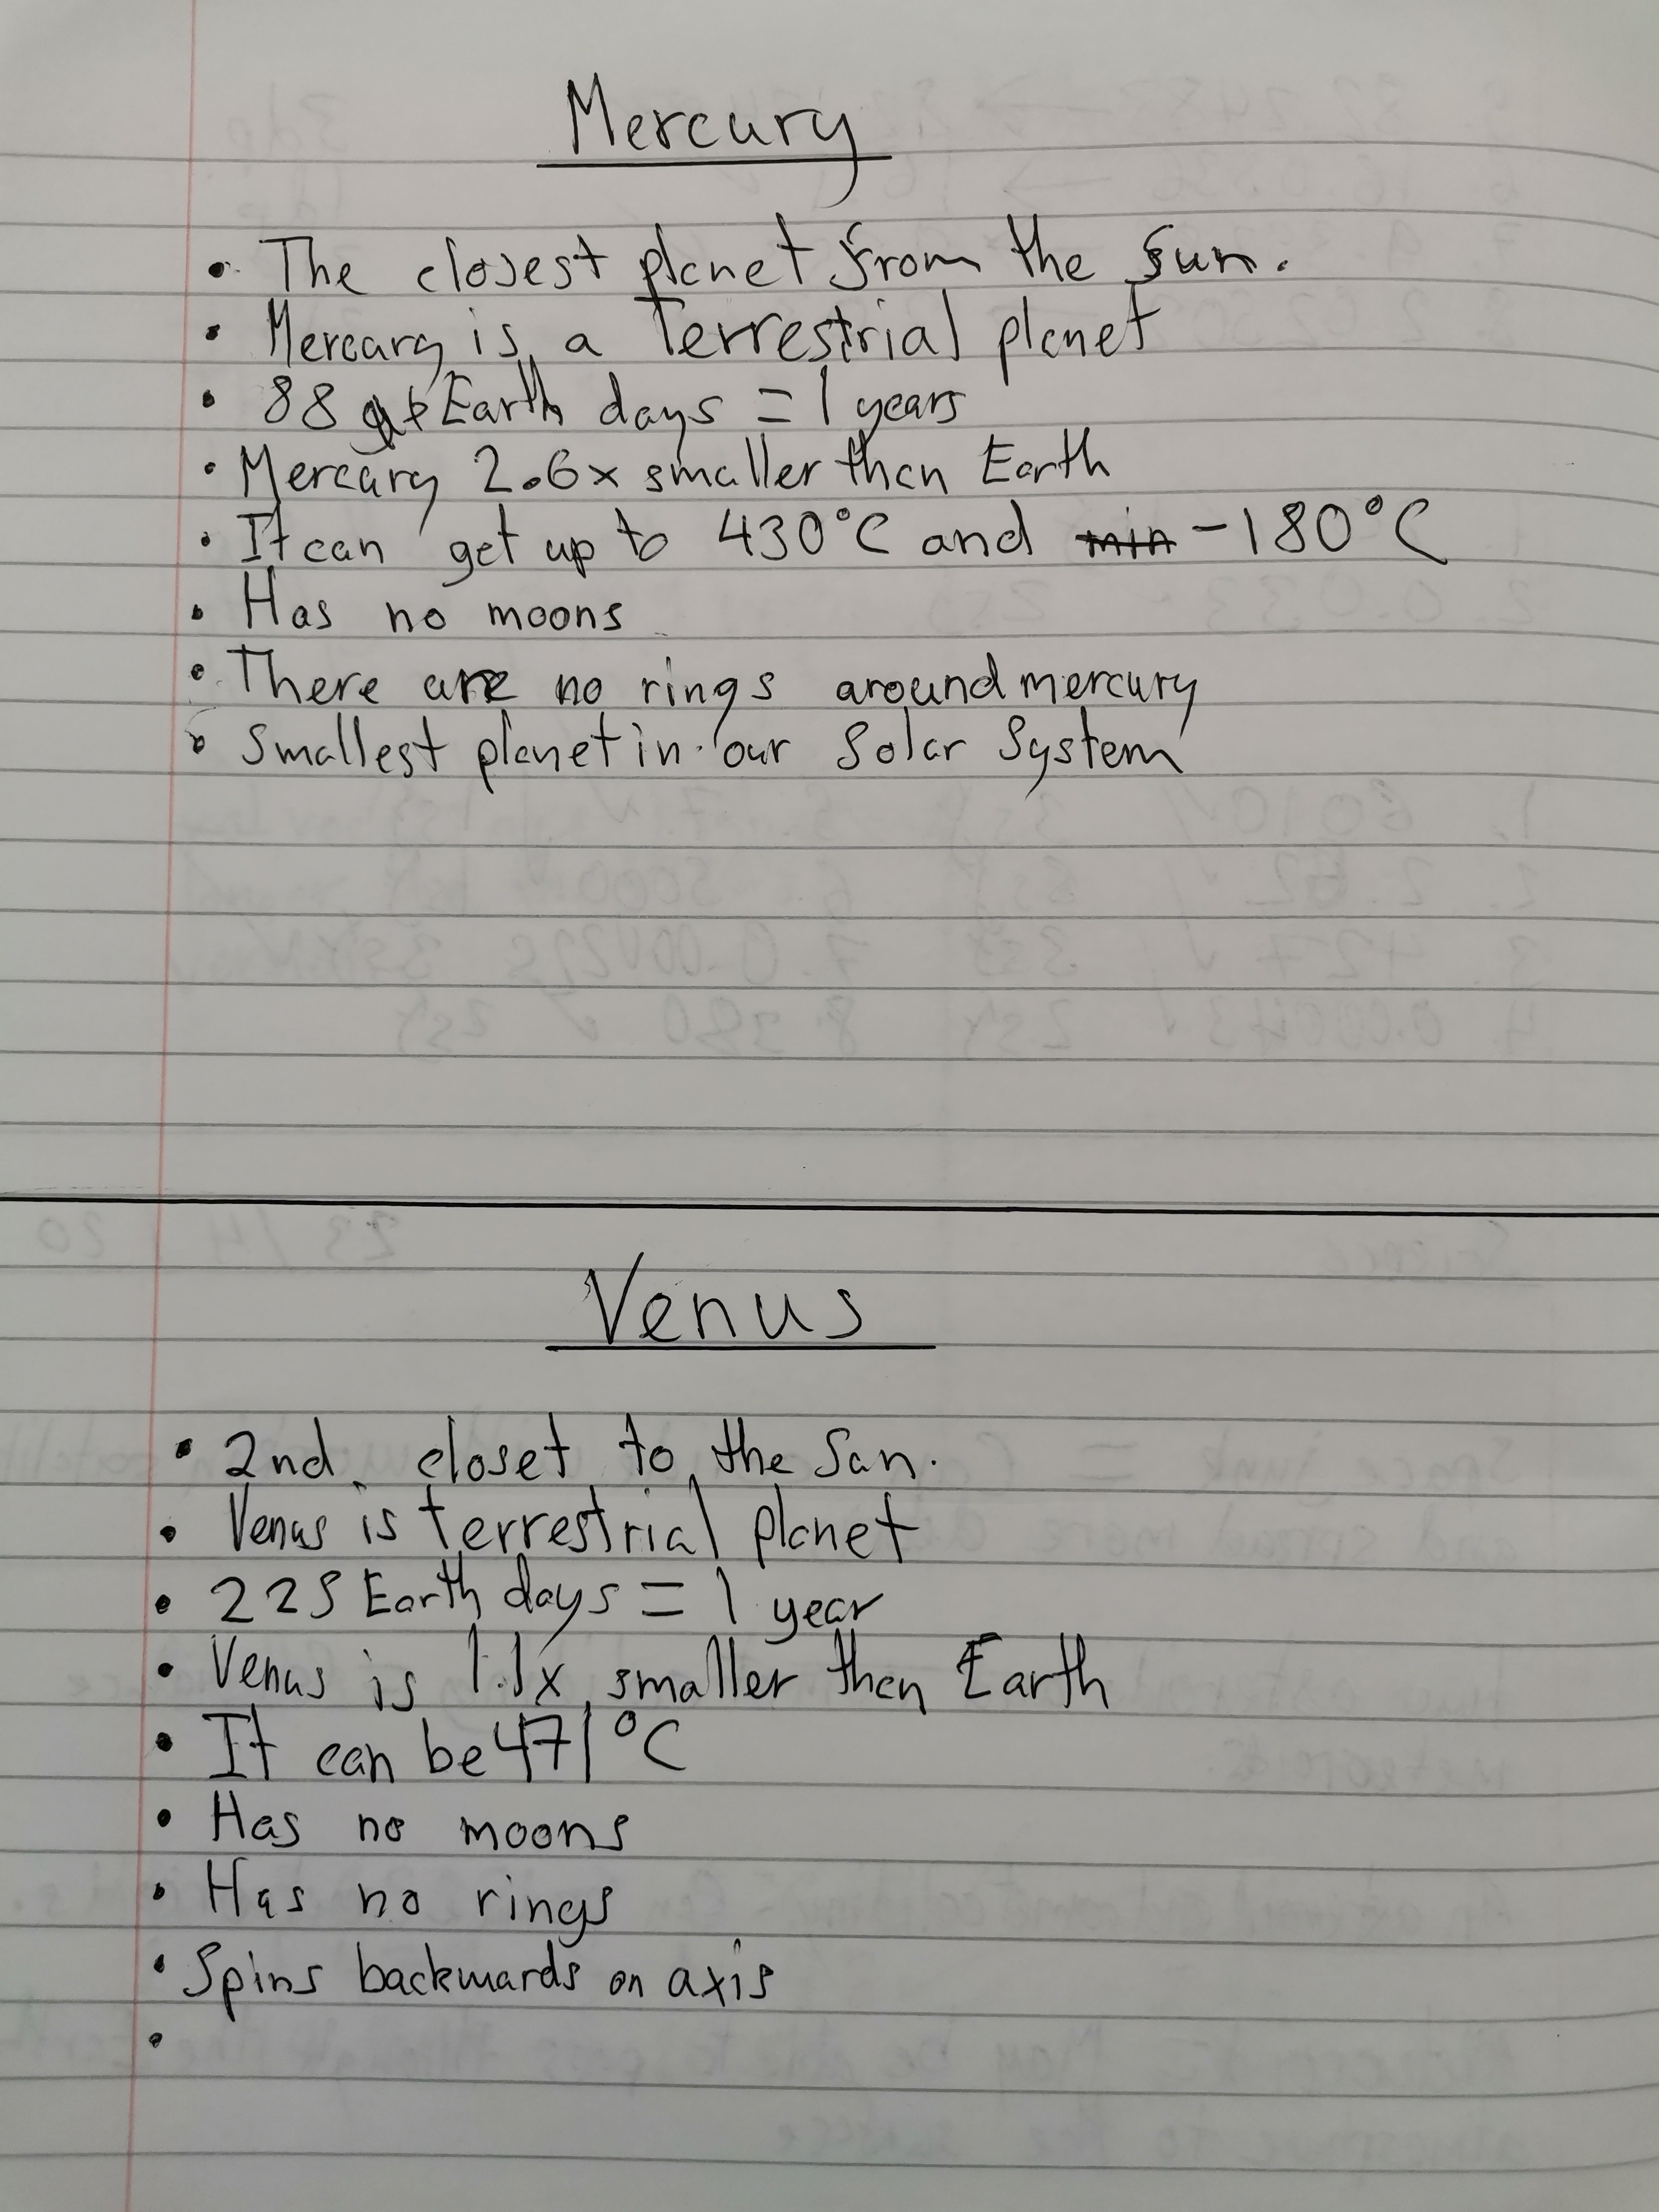 Mercury
• The closest planet from the Sun.
• Mercury is a Terrestrial planet
• 88 Earth days = 1 years
• Mercury 2.6x smaller then Earth
• It can get up to 430°C and min -180°C
• Has no moons
• There are no rings around mercury
• Smallest planet in our Solar System
Venus
• 2nd closet to the Sun.
• Venus is terrestrial planet
• 225 Earth days = 1 year
• Venus is 1.1x smaller then Earth
• It can be 471°C
• Has no moons
• Has no rings
• Spins backwards on axis
•